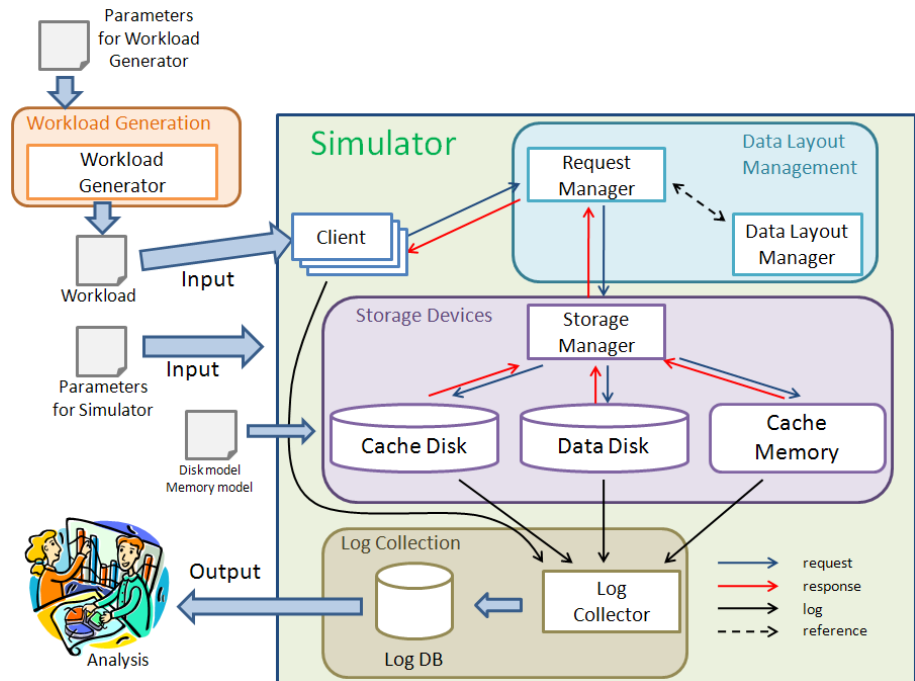 Parameters
for Workload
Generator
Workload Generation
Workload
Generator
Workload
Input
Parameters
for Simulator
Input
Disk model
Memory model
Simulator
Client
Data Layout
Management
Request
Manager
Data Layout
Manager
Storage Devices
Storage
Manager
Cache Disk
Data Disk
Cache
Memory
Log Collection
Log
Collector
Log DB
Output
Analysis
request
response
log
reference